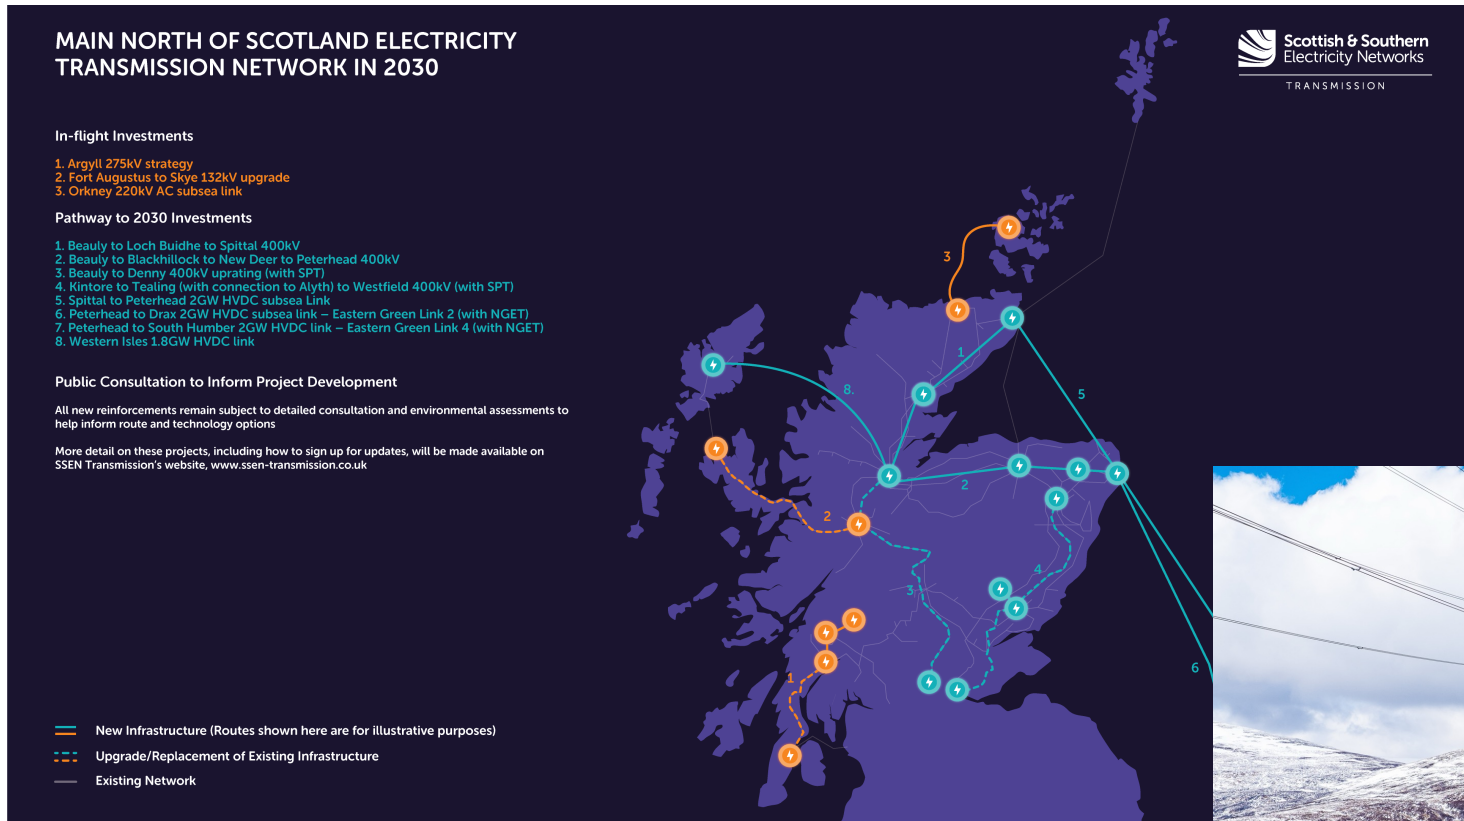 MAIN NORTH OF SCOTLAND ELECTRICITY
TRANSMISSION NETWORK IN 2030
Scottish & Southern
Electricity Networks
TRANSMISSION
In-flight Investments
1. Argyll 275kV strategy
2. Fort Augustus to Skye 132kV upgrade
3. Orkney 220kV AC subsea link
Pathway to 2030 Investments
1. Beauly to Loch Buidhe to Spittal 400kV
2. Beauly to Blackhillock to New Deer to Peterhead 400kV
3. Beauly to Denny 400kV uprating (with SPT)
4. Kintore to Tealing (with connection to Alyth) to Westfield 400kV (with SPT)
5. Spittal to Peterhead 2GW HVDC subsea Link
6. Peterhead to Drax 2GW HVDC subsea link – Eastern Green Link 2 (with NGET)
7. Peterhead to South Humber 2GW HVDC link – Eastern Green Link 4 (with NGET)
8. Western Isles 1.8GW HVDC link
Public Consultation to Inform Project Development
All new reinforcements remain subject to detailed consultation and environmental assessments to
help inform route and technology options
More detail on these projects, including how to sign up for updates, will be made available on
SSEN Transmission's website, www.ssen-transmission.co.uk
3
1
8.
5
2
2
4
3
6
1
New Infrastructure (Routes shown here are for illustrative purposes)
Upgrade/Replacement of Existing Infrastructure
Existing Network